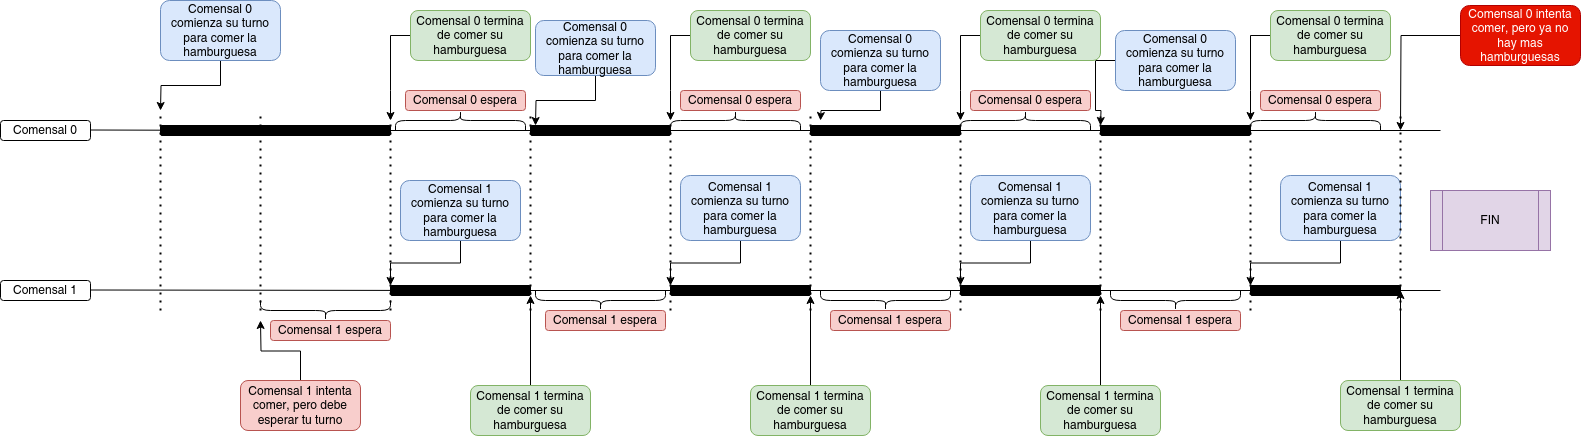 Comensal 0
comienza su turno
para comer la
hamburguesa
Comensal 0 termina
de comer su
hamburguesa
Comensal 0
comienza su turno
para comer la
hamburguesa
Comensal 0 termina
de comer su
hamburguesa
Comensal 0
comienza su turno
para comer la
hamburguesa
Comensal 0 termina
de comer su
hamburguesa
Comensal 0
comienza su turno
para comer la
hamburguesa
Comensal 0 termina
de comer su
hamburguesa
Comensal 0 intenta
comer, pero ya no
hay mas
hamburguesas
Comensal 0 espera
Comensal 0 espera
Comensal 0 espera
Comensal 0 espera
Comensal 0
Comensal 1
comienza su turno
para comer la
hamburguesa
Comensal 1
comienza su turno
para comer la
hamburguesa
Comensal 1
comienza su turno
para comer la
hamburguesa
Comensal 1
comienza su turno
para comer la
hamburguesa
FIN
Comensal 1
Comensal 1 espera
Comensal 1 espera
Comensal 1 espera
Comensal 1 espera
Comensal 1 intenta
comer, pero debe
esperar tu turno
Comensal 1 termina
de comer su
hamburguesa
Comensal 1 termina
de comer su
hamburguesa
Comensal 1 termina
de comer su
hamburguesa
Comensal 1 termina
de comer su
hamburguesa